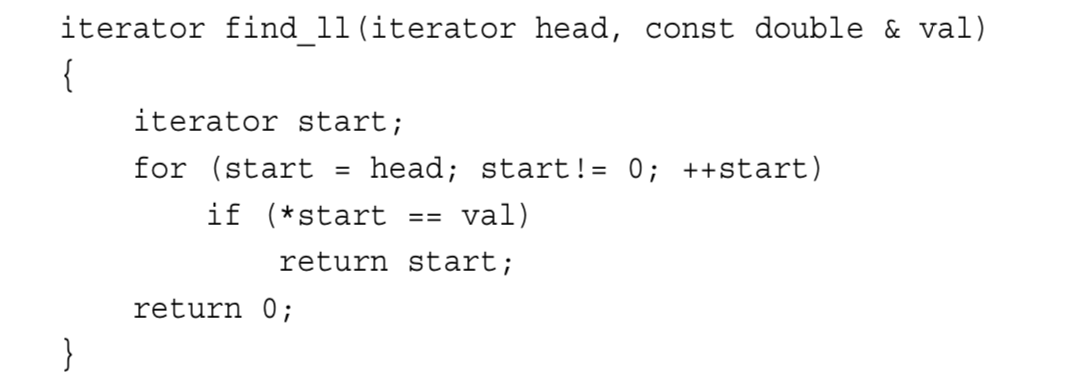 iterator find_ll(iterator head, const double & val)
{
    iterator start;
    for (start = head; start!= 0; ++start)
        if (*start == val)
            return start;
    return 0;
}